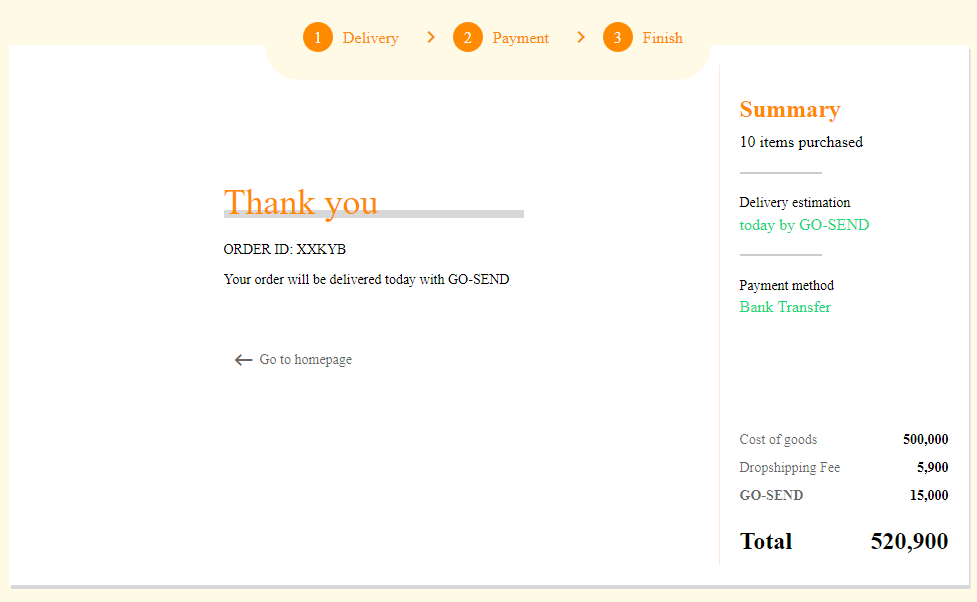 1 Delivery 2 Payment 3 Finish
Thank you
ORDER ID: XXKYB
Your order will be delivered today with GO-SEND
Go to homepage
Summary
10 items purchased
Delivery estimation
today by GO-SEND
Payment method
Bank Transfer
Cost of goods 500,000
Dropshipping Fee 5,900
GO-SEND 15,000
Total 520,900